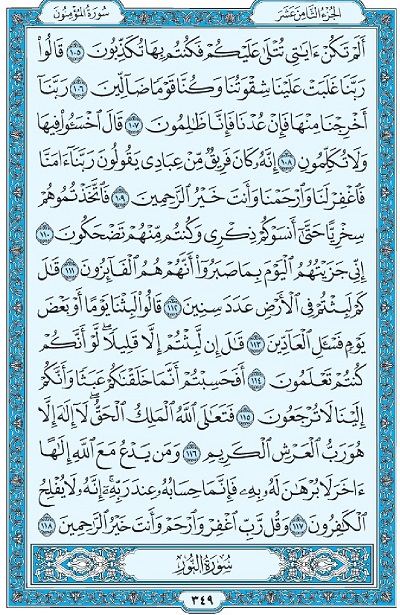 سُورَةُ المُؤْمِنُونَ الجُزْءُ الثَّامِنَ عَشَرَ
أَلَمْ تَكُنْ ءَايَٰتِي تُتْلَىٰ عَلَيْكُمْ فَكُنتُم بِهَا تُكَذِّبُونَ ١٠٥ قَالُوا۟
رَبَّنَا غَلَبَتْ عَلَيْنَا شِقْوَتُنَا وَكُنَّا قَوْمًا ضَآلِّينَ ١٠٦ رَبَّنَآ
أَخْرِجْنَا مِنْهَا فَإِنْ عُدْنَا فَإِنَّا ظَٰلِمُونَ ١٠٧ قَالَ ٱخْسَـُٔوا۟ فِيهَا
وَلَا تُكَلِّمُونِ ١٠٨ إِنَّهُۥ كَانَ فَرِيقٌ مِّنْ عِبَادِي يَقُولُونَ رَبَّنَآ ءَامَنَّا
فَٱغْفِرْ لَنَا وَٱرْحَمْنَا وَأَنتَ خَيْرُ ٱلرَّٰحِمِينَ ١٠٩ فَٱتَّخَذْتُمُوهُمْ
سِخْرِيًّا حَتَّىٰٓ أَنسَوْكُمْ ذِكْرِي وَكُنتُم مِّنْهُمْ تَضْحَكُونَ ١١٠
إِنِّي جَزَيْتُهُمُ ٱلْيَوْمَ بِمَا صَبَرُوٓا۟ أَنَّهُمْ هُمُ ٱلْفَآئِزُونَ ١١١ قَٰلَ
كَمْ لَبِثْتُمْ فِي ٱلْأَرْضِ عَدَدَ سِنِينَ ١١٢ قَالُوا۟ لَبِثْنَا يَوْمًا أَوْ بَعْضَ
يَوْمٍ فَسْـَٔلِ ٱلْعَآدِّينَ ١١٣ قَٰلَ إِن لَّبِثْتُمْ إِلَّا قَلِيلًا لَّوْ أَنَّكُمْ
كُنتُمْ تَعْلَمُونَ ١١٤ أَفَحَسِبْتُمْ أَنَّمَا خَلَقْنَٰكُمْ عَبَثًا وَأَنَّكُمْ
إِلَيْنَا لَا تُرْجَعُونَ ١١٥ فَتَعَٰلَى ٱللَّهُ ٱلْمَلِكُ ٱلْحَقُّ لَآ إِلَٰهَ إِلَّا
هُوَ رَبُّ ٱلْعَرْشِ ٱلْكَرِيمِ ١١٦ وَمَن يَدْعُ مَعَ ٱللَّهِ إِلَٰهًا
ءَاخَرَ لَا بُرْهَٰنَ لَهُۥ بِهِۦ فَإِنَّمَا حِسَابُهُۥ عِندَ رَبِّهِۦٓ إِنَّهُۥ لَا يُفْلِحُ
ٱلْكَٰفِرُونَ ١١٧ وَقُل رَّبِّ ٱغْفِرْ وَٱرْحَمْ وَأَنتَ خَيْرُ ٱلرَّٰحِمِينَ ١١٨
سُورَةُ النُّورِ
٣٤٩